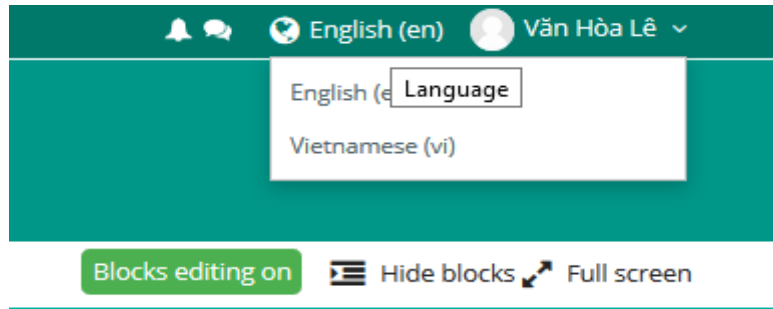 English (en) Văn Hòa Lê
English (e Language
Vietnamese (vi)
Blocks editing on Hide blocks Full screen